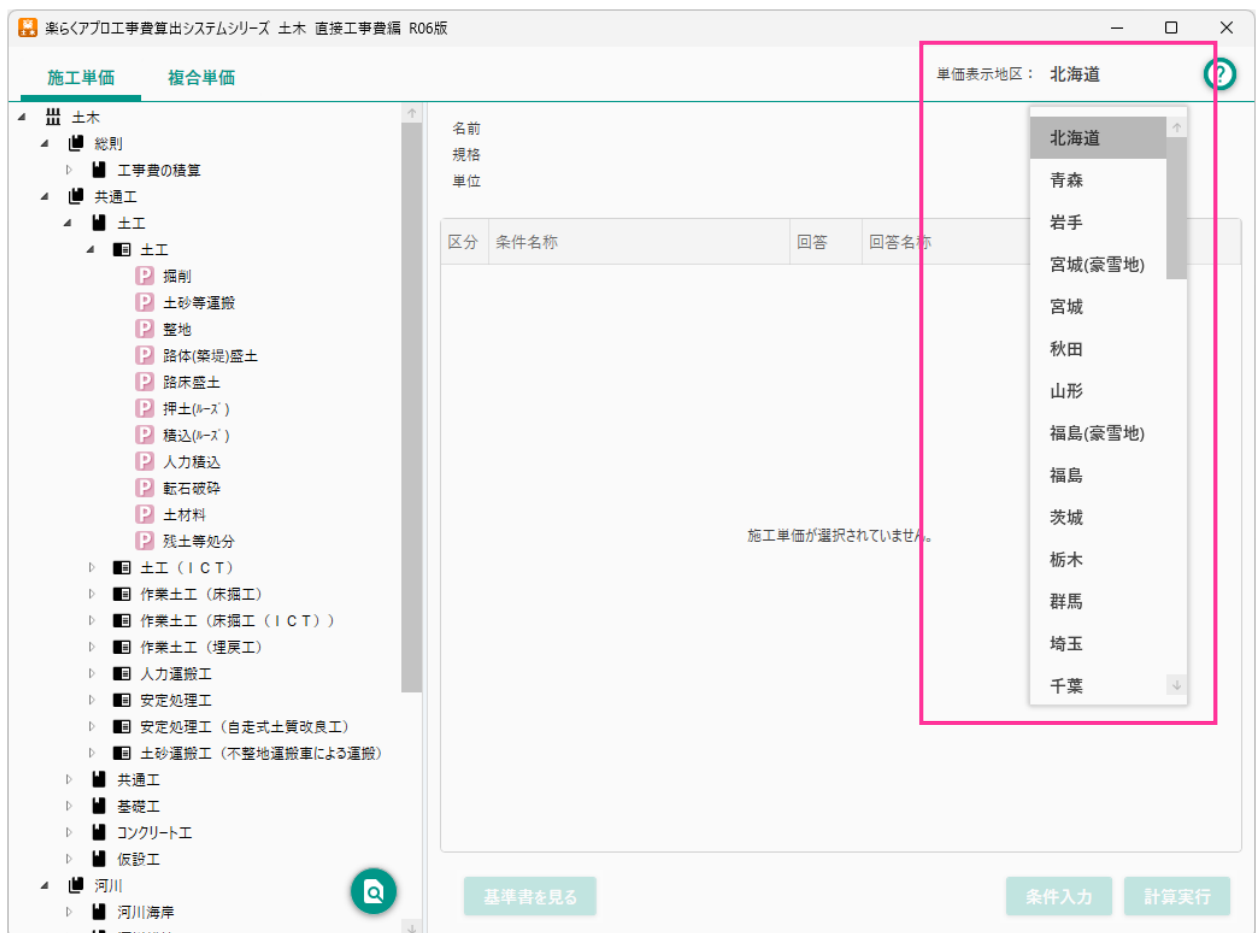 楽らくアプロ工事費算出システムシリーズ 土木 直接工事費編 R06版
施工単価 複合単価 単価表示地区： 北海道 ?
土木
総則
工事費の積算
共通工
土工
土工
P 掘削
P 土砂等運搬
P 整地
P 路体(築堤)盛土
P 路床盛土
P 押土(ﾙｰｽﾞ)
P 積込(ﾙｰｽﾞ)
P 人力積込
P 転石破砕
P 土材料
P 残土等処分
土工（ＩＣＴ）
作業土工（床掘工）
作業土工（床掘工（ＩＣＴ））
作業土工（埋戻工）
人力運搬工
安定処理工
安定処理工（自走式土質改良工）
土砂運搬工（不整地運搬車による運搬）
共通工
基礎工
コンクリート工
仮設工
河川
河川海岸
名前
規格
単位
区分 条件名称 回答 回答名称
施工単価が選択されていません。
北海道
青森
岩手
宮城(豪雪地)
宮城
秋田
山形
福島(豪雪地)
福島
茨城
栃木
群馬
埼玉
千葉
基準書を見る 条件入力 計算実行